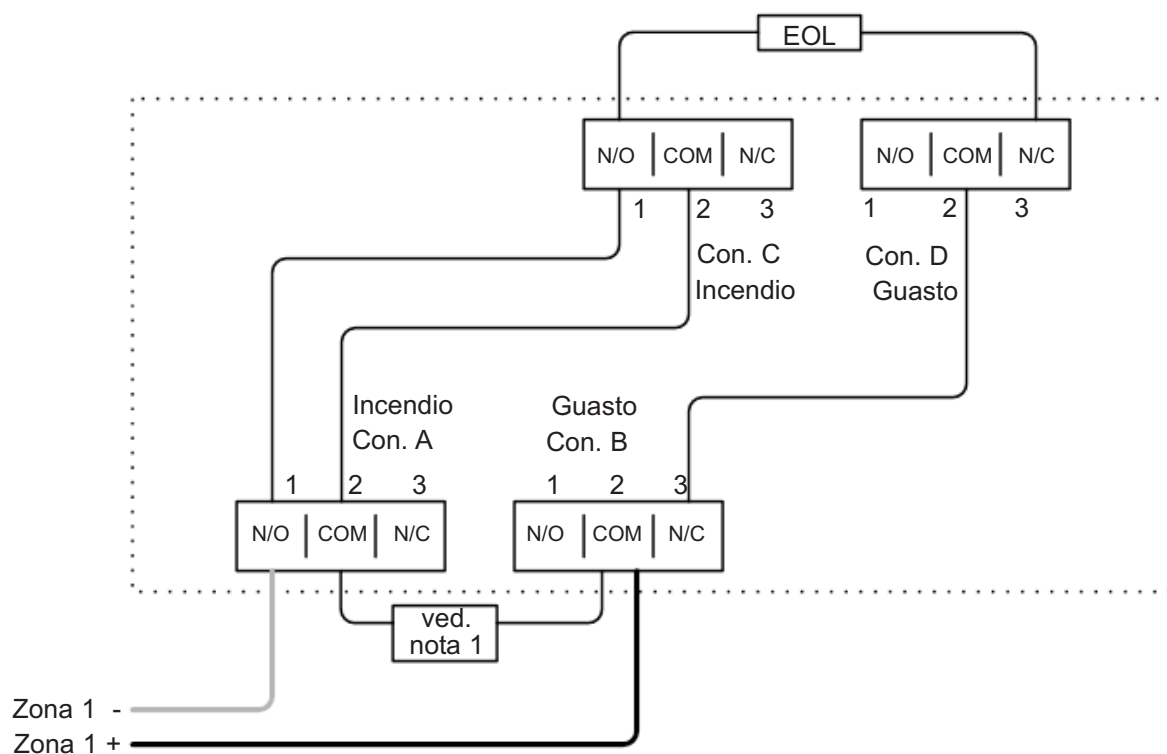 EOL
N/O COM N/C
N/O COM N/C
1 2 3
1 2 3
Con. C
Incendio
Con. D
Guasto
Incendio
Con. A
Guasto
Con. B
1 2 3
1 2 3
N/O COM N/C
N/O COM N/C
ved.
nota 1
Zona 1 -
Zona 1 +